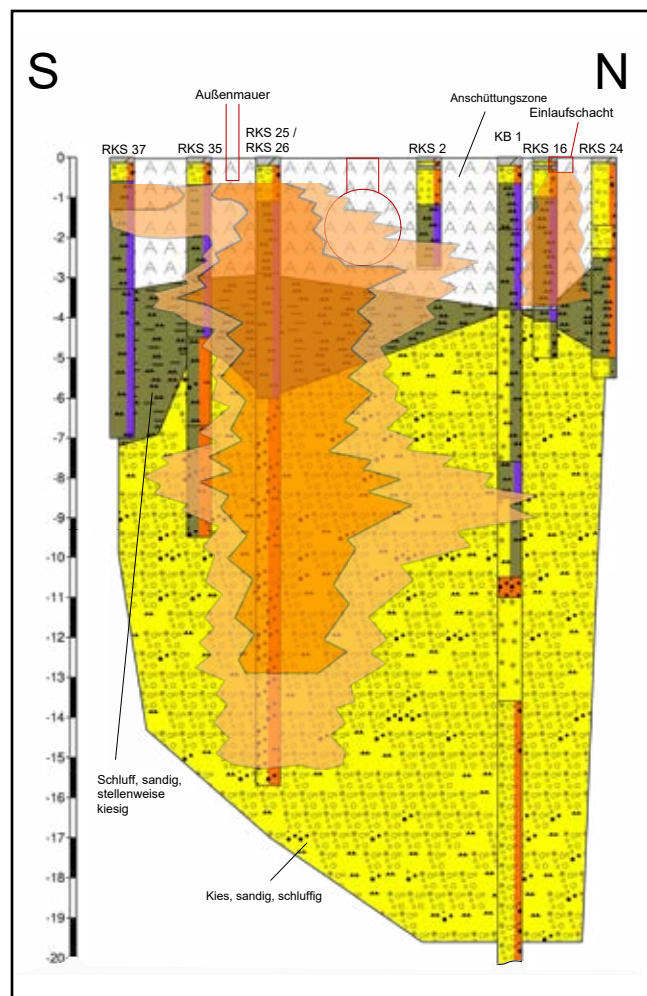 S
N
Außenmauer
Anschüttungszone
Einlaufschacht
RKS 37
RKS 35
RKS 25 /
RKS 26
RKS 2
KB 1
RKS 16
RKS 24
0
-1
-2
-3
-4
-5
-6
-7
-8
-9
-10
-11
-12
-13
-14
-15
-16
-17
-18
-19
-20
Schluff, sandig,
stellenweise
kiesig
Kies, sandig, schluffig